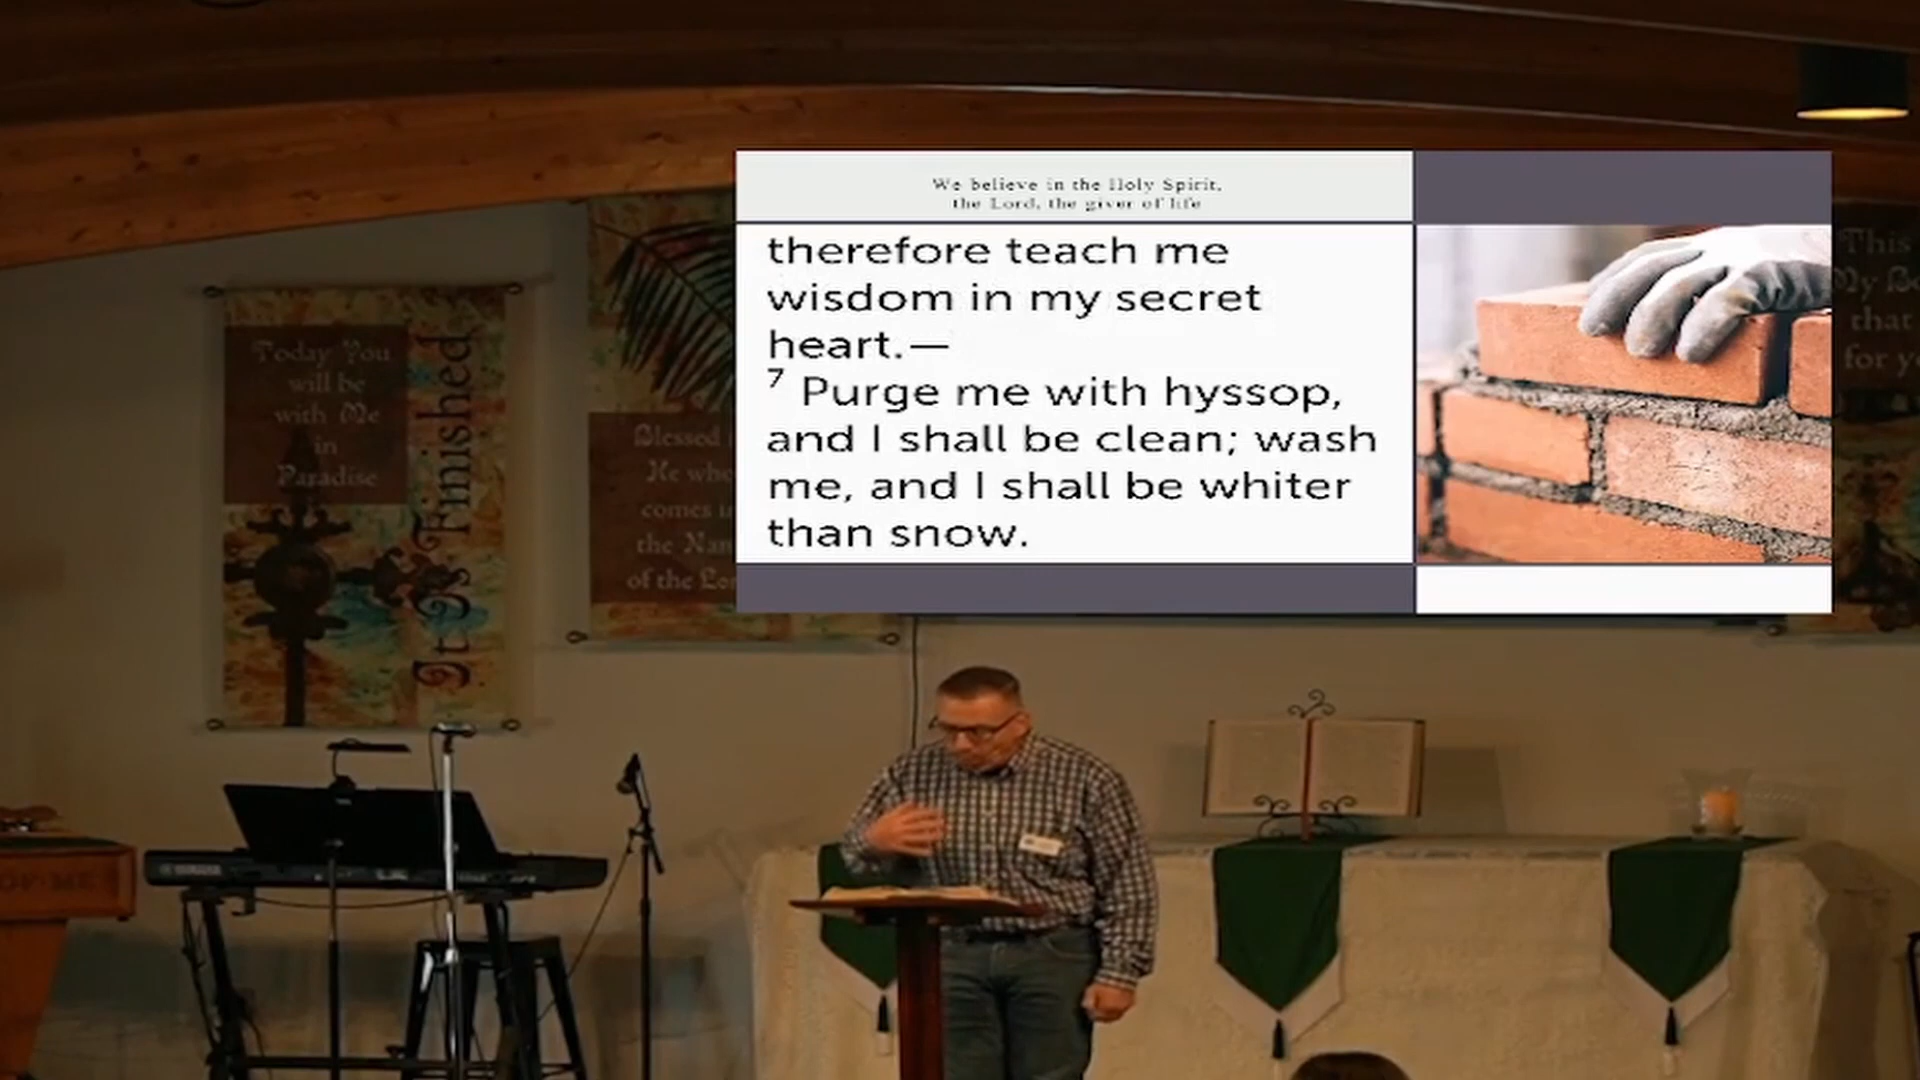 We believe in the Holy Spirit,
the Lord, the giver of life
therefore teach me
wisdom in my secret
heart.—
7 Purge me with hyssop,
and I shall be clean; wash
me, and I shall be whiter
than snow.
Today You
will be
with Me
in
Paradise
It Is Finished
Blessed
He who
comes
the
of the
This
My
that
for
OF ME
YAMAHA